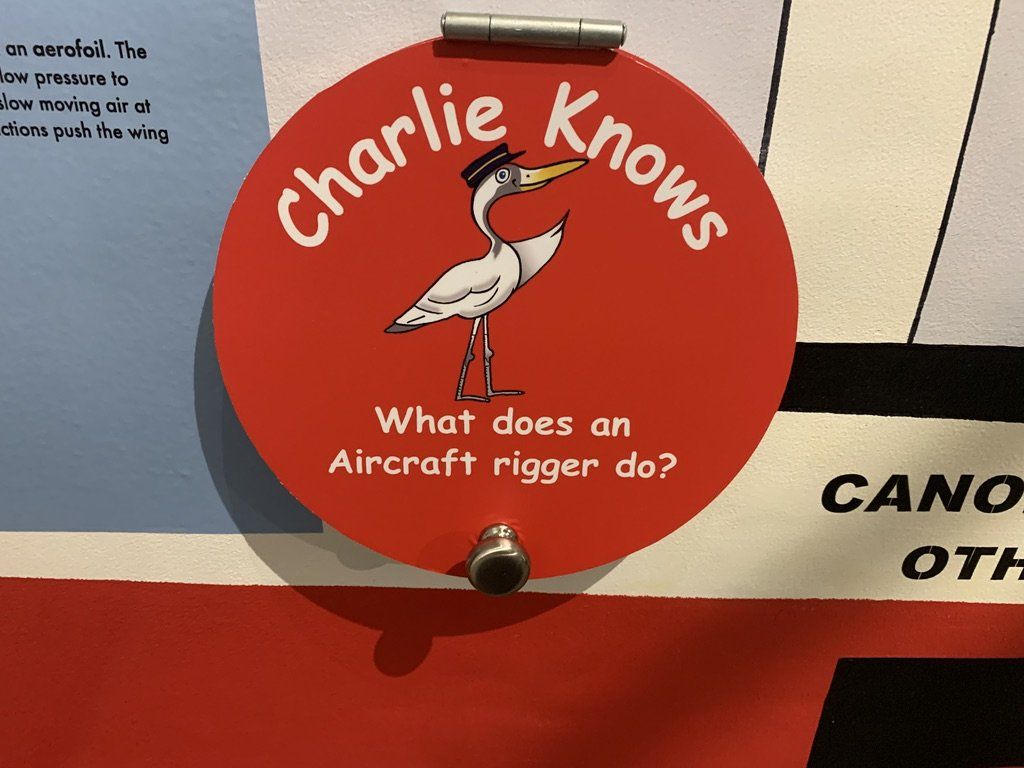 an aerofoil. The
low pressure to
slow moving air at
ctions push the wing
Charlie Knows
What does an
Aircraft rigger do?
CANO
OTH